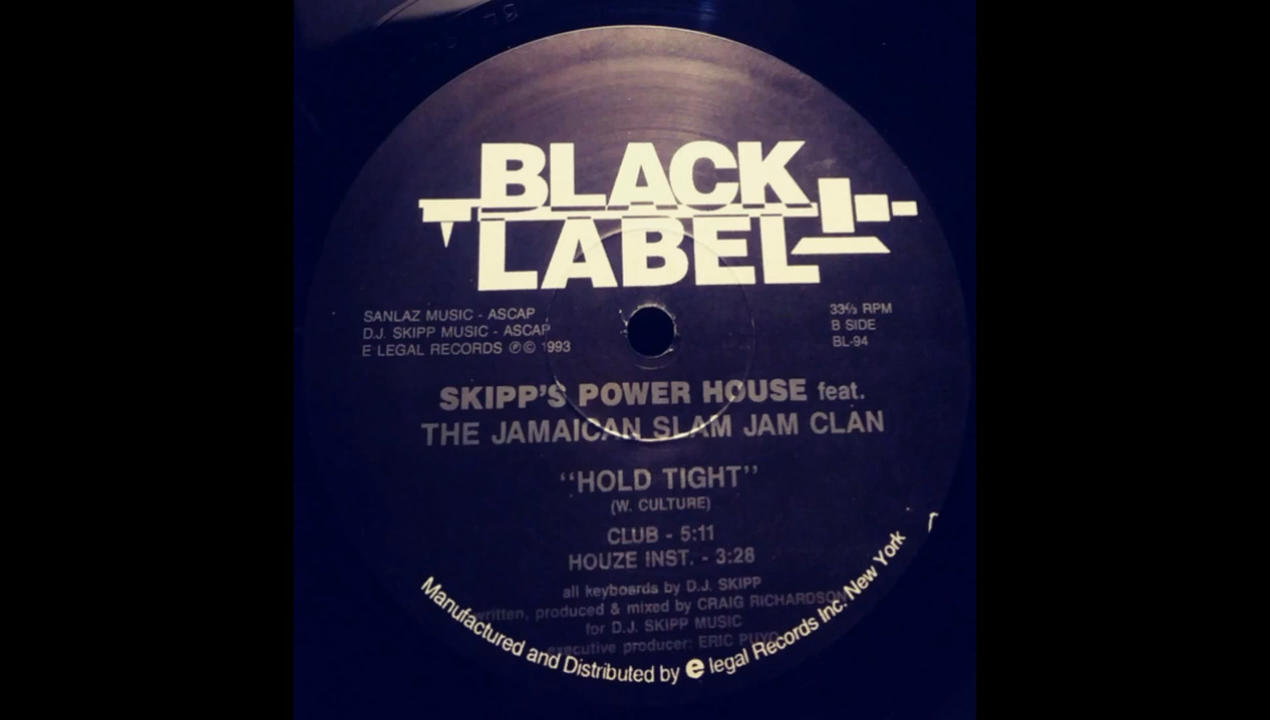 BLACK
LABEL
SANLAZ MUSIC - ASCAP
D.J. SKIPP MUSIC - ASCAP
E LEGAL RECORDS ℗© 1993
33⅓ RPM
B SIDE
BL-94
SKIPP'S POWER HOUSE feat.
THE JAMAICAN SLAM JAM CLAN
“HOLD TIGHT”
(W. CULTURE)
CLUB - 5:11
HOUZE INST. - 3:28
all keyboards by D.J. SKIPP
written, produced & mixed by CRAIG RICHARDSON
for D.J. SKIPP MUSIC
executive producer: ERIC PUYO
Manufactured and Distributed by e legal Records Inc. New York